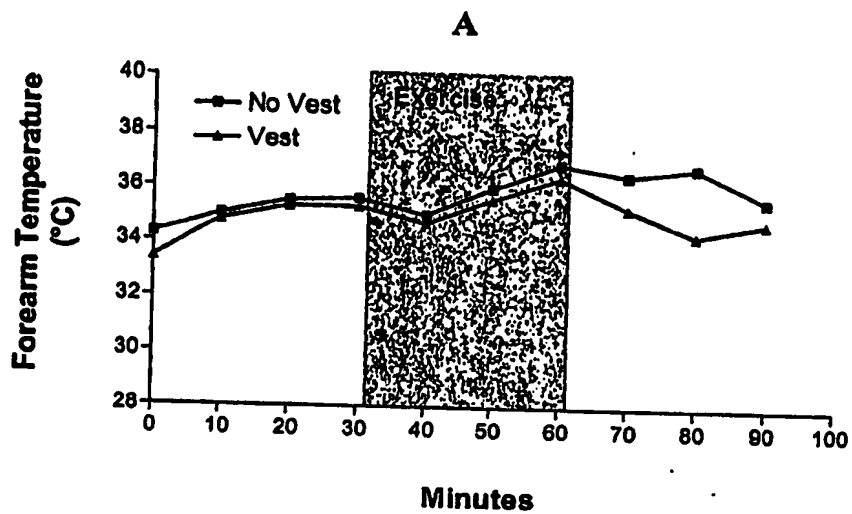 A
Forearm Temperature
(°C)
40
38
36
34
32
30
28
No Vest
Vest
Exercise
0 10 20 30 40 50 60 70 80 90 100
Minutes